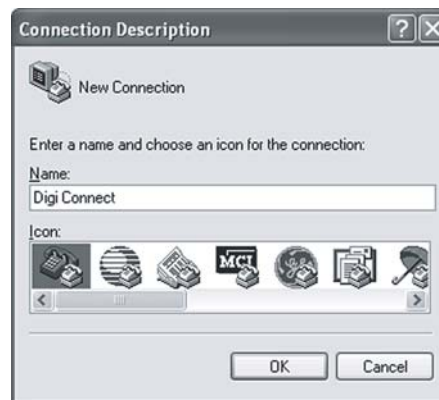 Connection Description
New Connection
Enter a name and choose an icon for the connection:
Name:
Digi Connect
Icon:
MCI
OK
Cancel